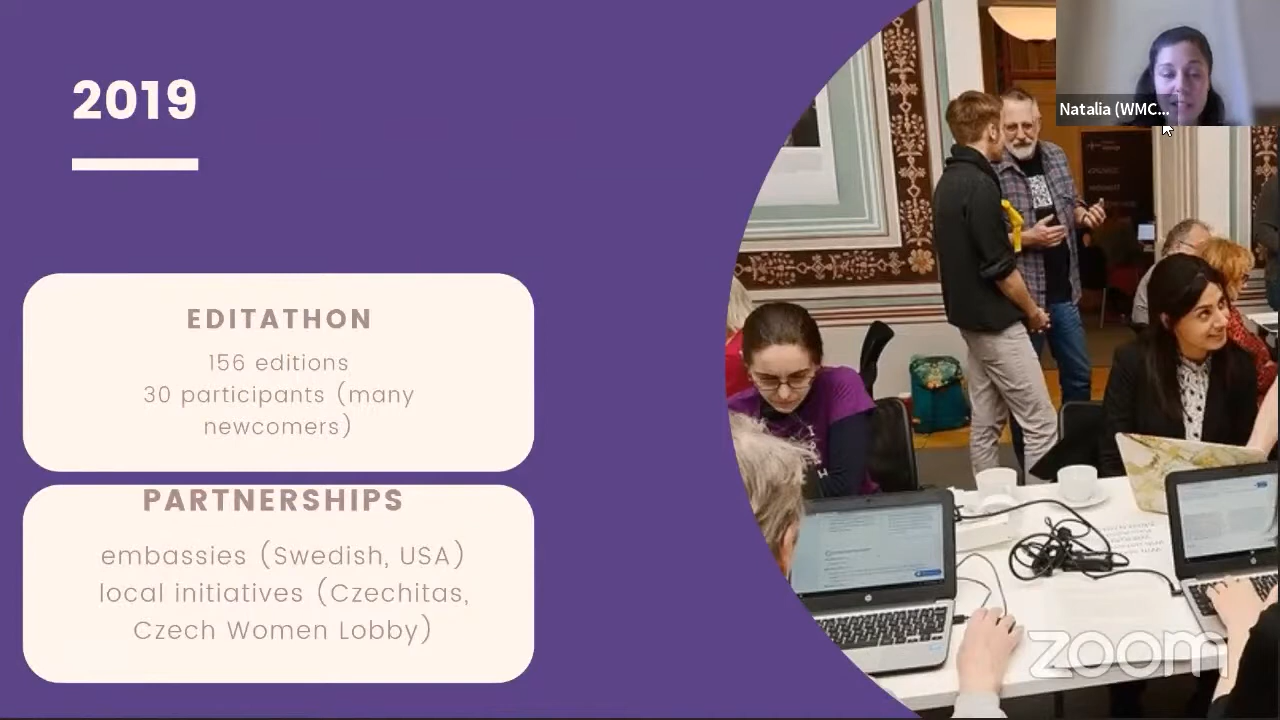 2019
EDITATHON
156 editions
30 participants (many
newcomers)
PARTNERSHIPS
embassies (Swedish, USA)
local initiatives (Czechitas,
Czech Women Lobby)
Natalia (WMC...
zoom